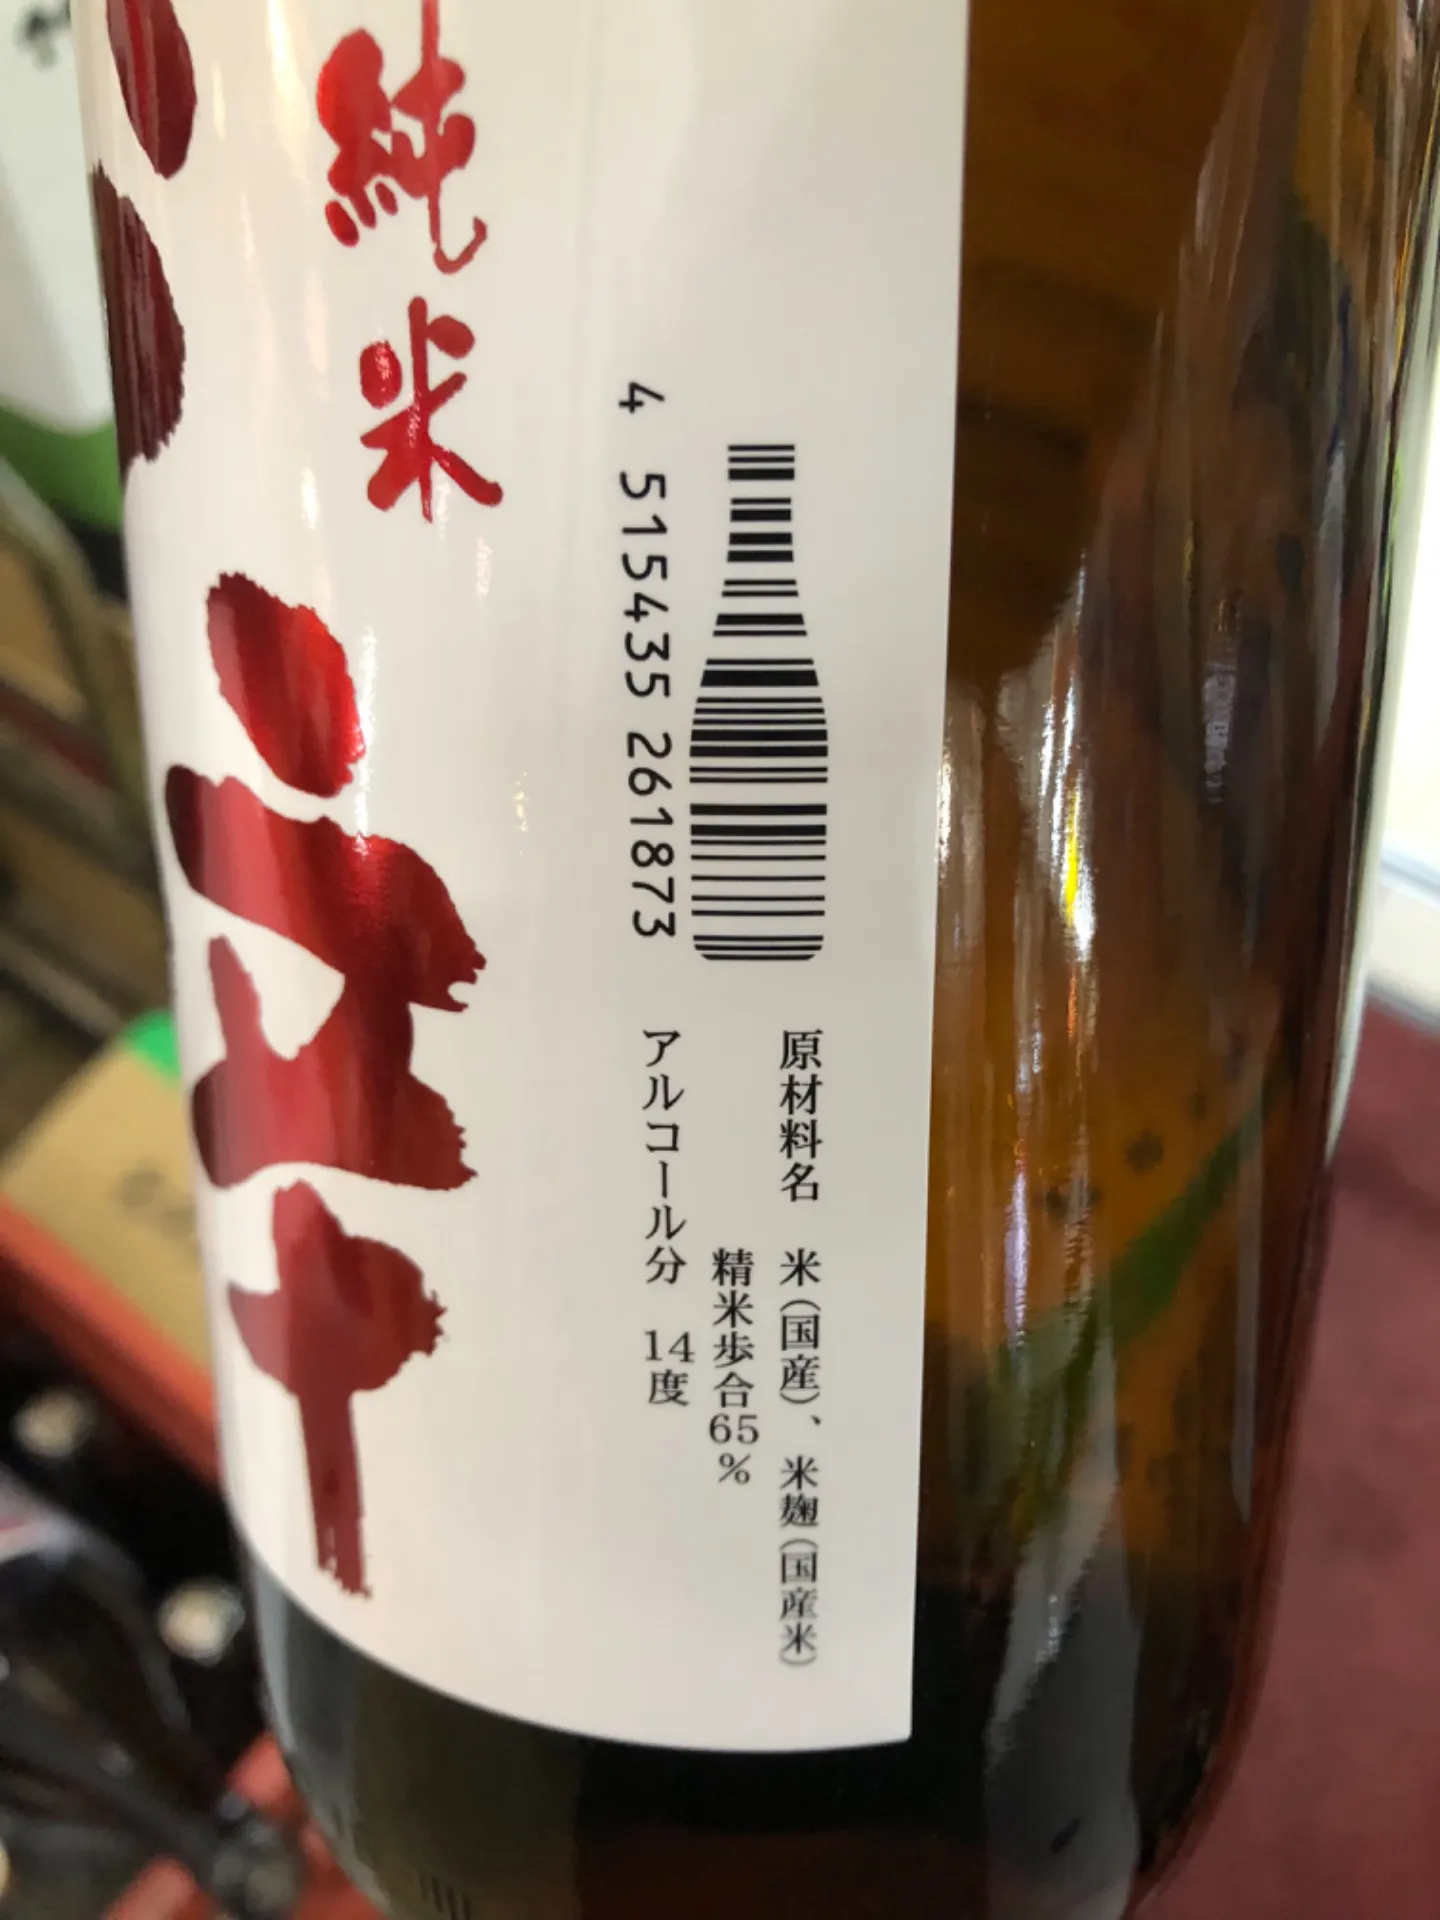 純米
4 515435 261873
原材料名 米(国産)、米麹(国産米)
精米歩合65%
アルコール分 14度